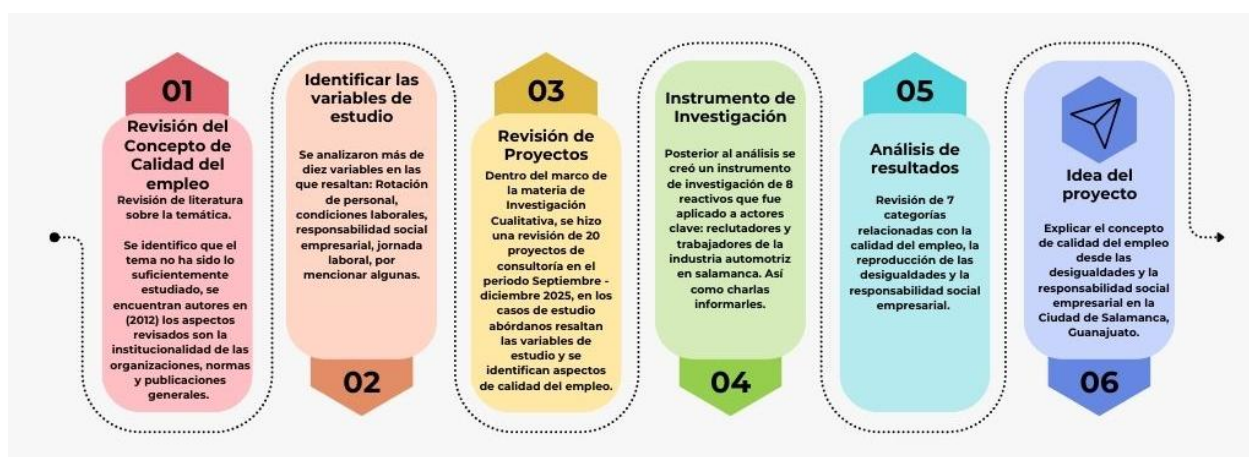 01
Revisión del
Concepto de
Calidad del
empleo
Revisión de literatura
sobre la temática.
Se identifico que el
tema no ha sido lo
suficientemente
estudiado, se
encuentran autores en
(2012) los aspectos
revisados son la
institucionalidad de las
organizaciones, normas
y publicaciones
generales.
Identificar las
variables de
estudio
Se analizaron más de
diez variables en las
que resaltan: Rotación
de personal,
condiciones laborales,
responsabilidad social
empresarial, jornada
laboral, por
mencionar algunas.
02
03
Revisión de
Proyectos
Dentro del marco de
la materia de
Investigación
Cualitativa, se hizo
una revisión de 20
proyectos de
consultoría en el
periodo Septiembre -
diciembre 2025, en los
casos de estudio
abórdanos resaltan
las variables de
estudio y se
identifican aspectos
de calidad del empleo.
Instrumento de
Investigación
Posterior al análisis se
creó un instrumento
de investigación de 8
reactivos que fue
aplicado a actores
clave: reclutadores y
trabajadores de la
industria automotriz
en salamanca. Así
como charlas
informarles.
04
05
Análisis de
resultados
Revisión de 7
categorías
relacionadas con la
calidad del empleo, la
reproducción de las
desigualdades y la
responsabilidad social
empresarial.
Idea del
proyecto
Explicar el concepto
de calidad del empleo
desde las
desigualdades y la
responsabilidad social
empresarial en la
Ciudad de Salamanca,
Guanajuato.
06